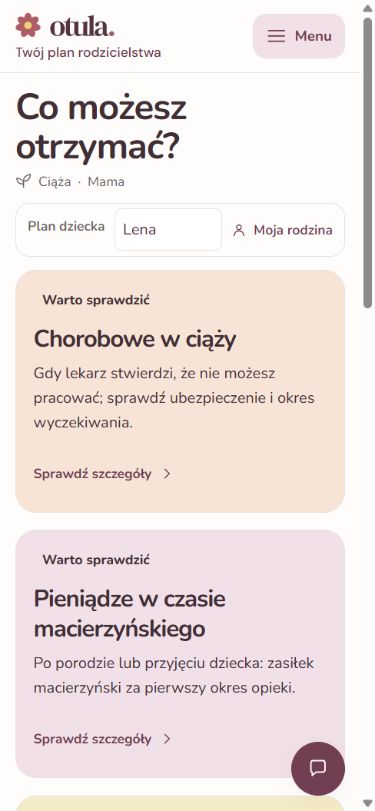 otula.
Twój plan rodzicielstwa
Menu
Co możesz
otrzymać?
Ciąża · Mama
Plan dziecka
Lena
Moja rodzina
Warto sprawdzić
Chorobowe w ciąży
Gdy lekarz stwierdzi, że nie możesz
pracować; sprawdź ubezpieczenie i okres
wyczekiwania.
Sprawdź szczegóły
Warto sprawdzić
Pieniądze w czasie
macierzyńskiego
Po porodzie lub przyjęciu dziecka: zasiłek
macierzyński za pierwszy okres opieki.
Sprawdź szczegóły